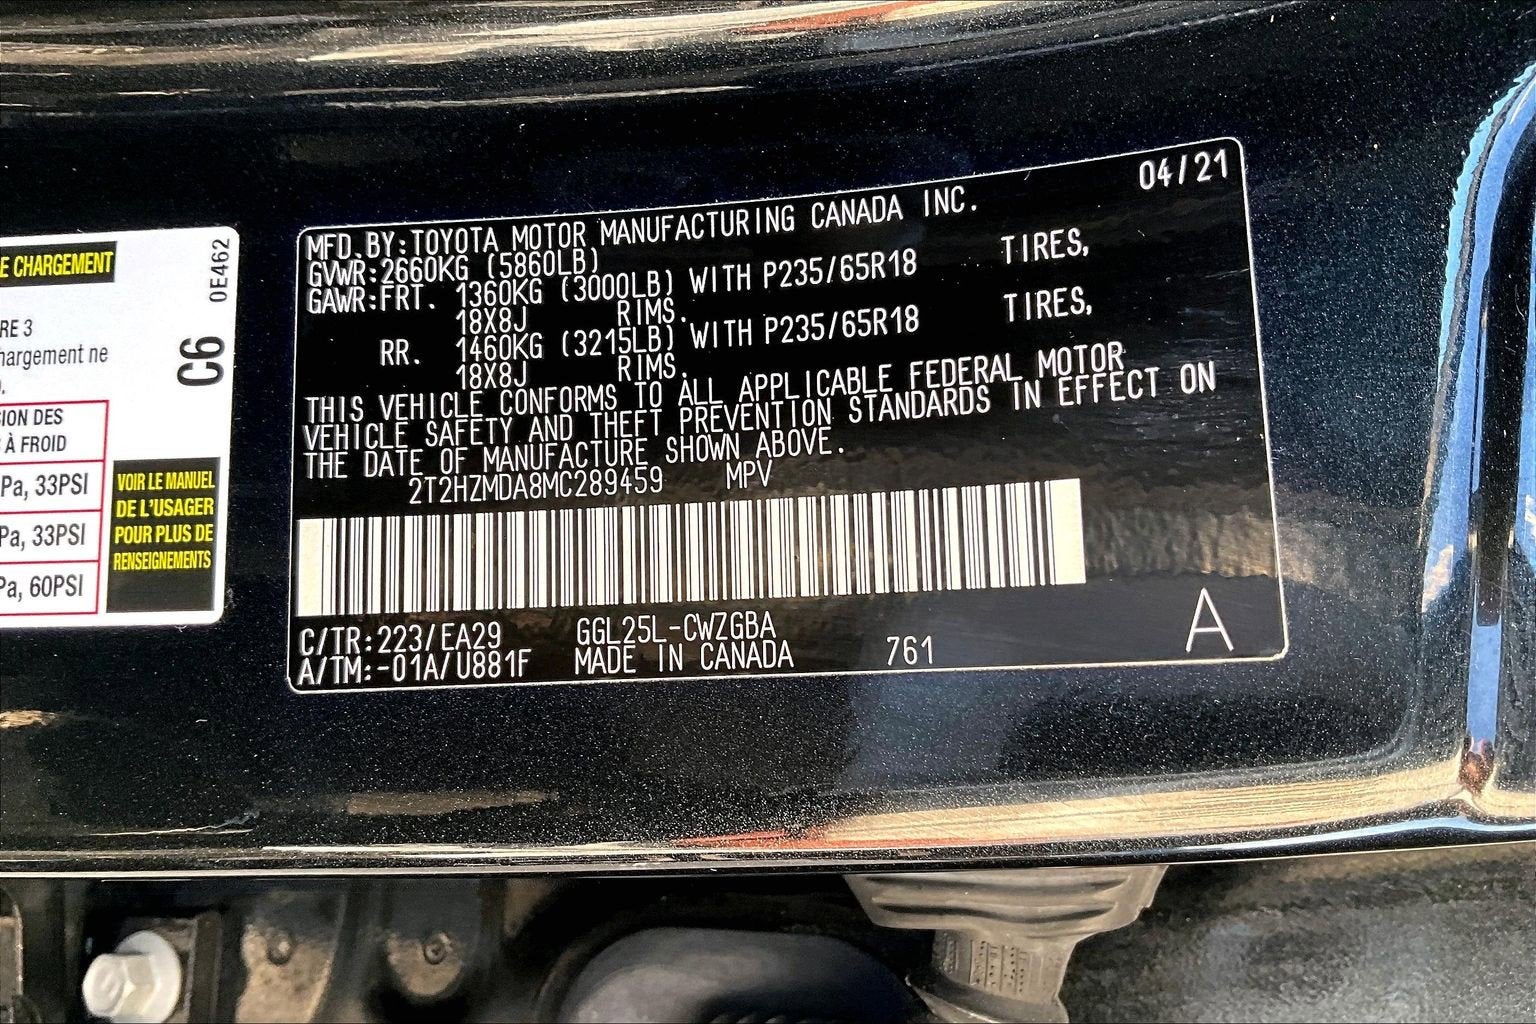 E CHARGEMENT
0E462
C6
RE 3
hargement ne
ION DES
À FROID
Pa, 33PSI
Pa, 33PSI
Pa, 60PSI
VOIR LE MANUEL
DE L'USAGER
POUR PLUS DE
RENSEIGNEMENTS
04/21
MFD.BY:TOYOTA MOTOR MANUFACTURING CANADA INC.
GVWR:2660KG (5860LB)
GAWR:FRT. 1360KG (3000LB) WITH P235/65R18 TIRES,
18X8J RIMS.
RR. 1460KG (3215LB) WITH P235/65R18 TIRES,
18X8J RIMS.
THIS VEHICLE CONFORMS TO ALL APPLICABLE FEDERAL MOTOR
VEHICLE SAFETY AND THEFT PREVENTION STANDARDS IN EFFECT ON
THE DATE OF MANUFACTURE SHOWN ABOVE.
2T2HZMDA8MC289459 MPV
C/TR:223/EA29 GGL25L-CWZGBA
A/TM:-01A/U881F MADE IN CANADA 761
A